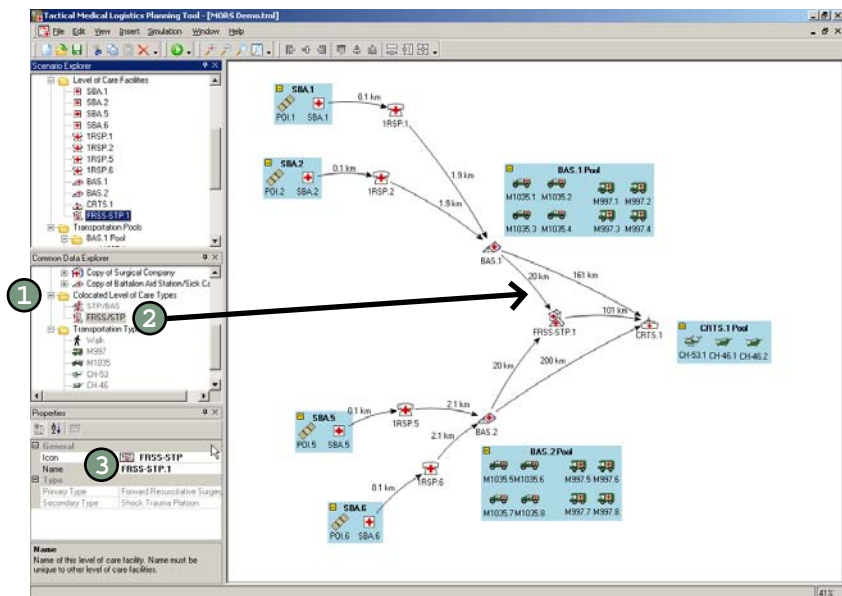 Tactical Medical Logistics Planning Tool - [MORS Demo.tml]
File Edit View Insert Simulation Window Help
Scenario Explorer
Level of Care Facilities
SBA.1
SBA.2
SBA.5
SBA.6
1RSP.1
1RSP.2
1RSP.5
1RSP.6
BAS.1
BAS.2
CRTS.1
FRSS-STP.1
Transportation Pools
BAS.1 Pool
Common Data Explorer
Copy of Surgical Company
Copy of Battalion Aid Station/Sick Ca
1
Colocated Level of Care Types
STP/BAS
FRSS/STP
2
Transportation Typ
Walk
M997
M1035
CH-53
CH-46
Properties
General
Icon FRSS-STP
3
Name FRSS-STP.1
Type
Primary Type Forward Resuscitative Surgery
Secondary Type Shock Trauma Platoon
Name
Name of this level of care facility. Name must be
unique to other level of care facilities.
SBA.1
POI.1 SBA.1
0.1 km
1RSP.1
1.9 km
SBA.2
POI.2 SBA.2
0.1 km
1RSP.2
1.9 km
BAS.1 Pool
M1035.1 M1035.2 M997.1 M997.2
M1035.3 M1035.4 M997.3 M997.4
BAS.1
20 km
161 km
FRSS-STP.1
101 km
CRTS.1
CRTS.1 Pool
CH-53.1 CH-46.1 CH-46.2
20 km
200 km
SBA.5
POI.5 SBA.5
0.1 km
1RSP.5
2.1 km
BAS.2
2.1 km
1RSP.6
0.1 km
SBA.6
POI.6 SBA.6
BAS.2 Pool
M1035.5 M1035.6 M997.5 M997.6
M1035.7 M1035.8 M997.7 M997.8
41%